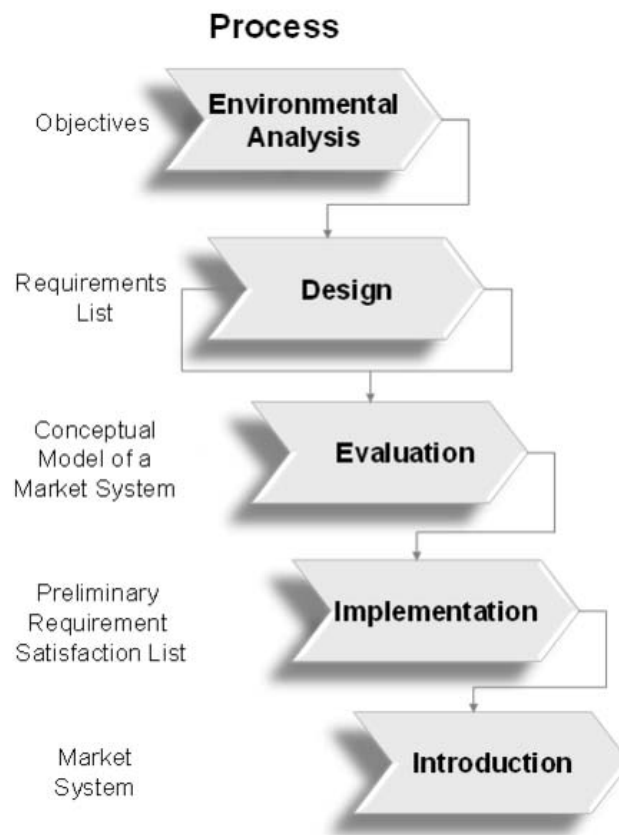 Process
Objectives
Environmental
Analysis
Requirements
List
Design
Conceptual
Model of a
Market System
Evaluation
Preliminary
Requirement
Satisfaction List
Implementation
Market
System
Introduction